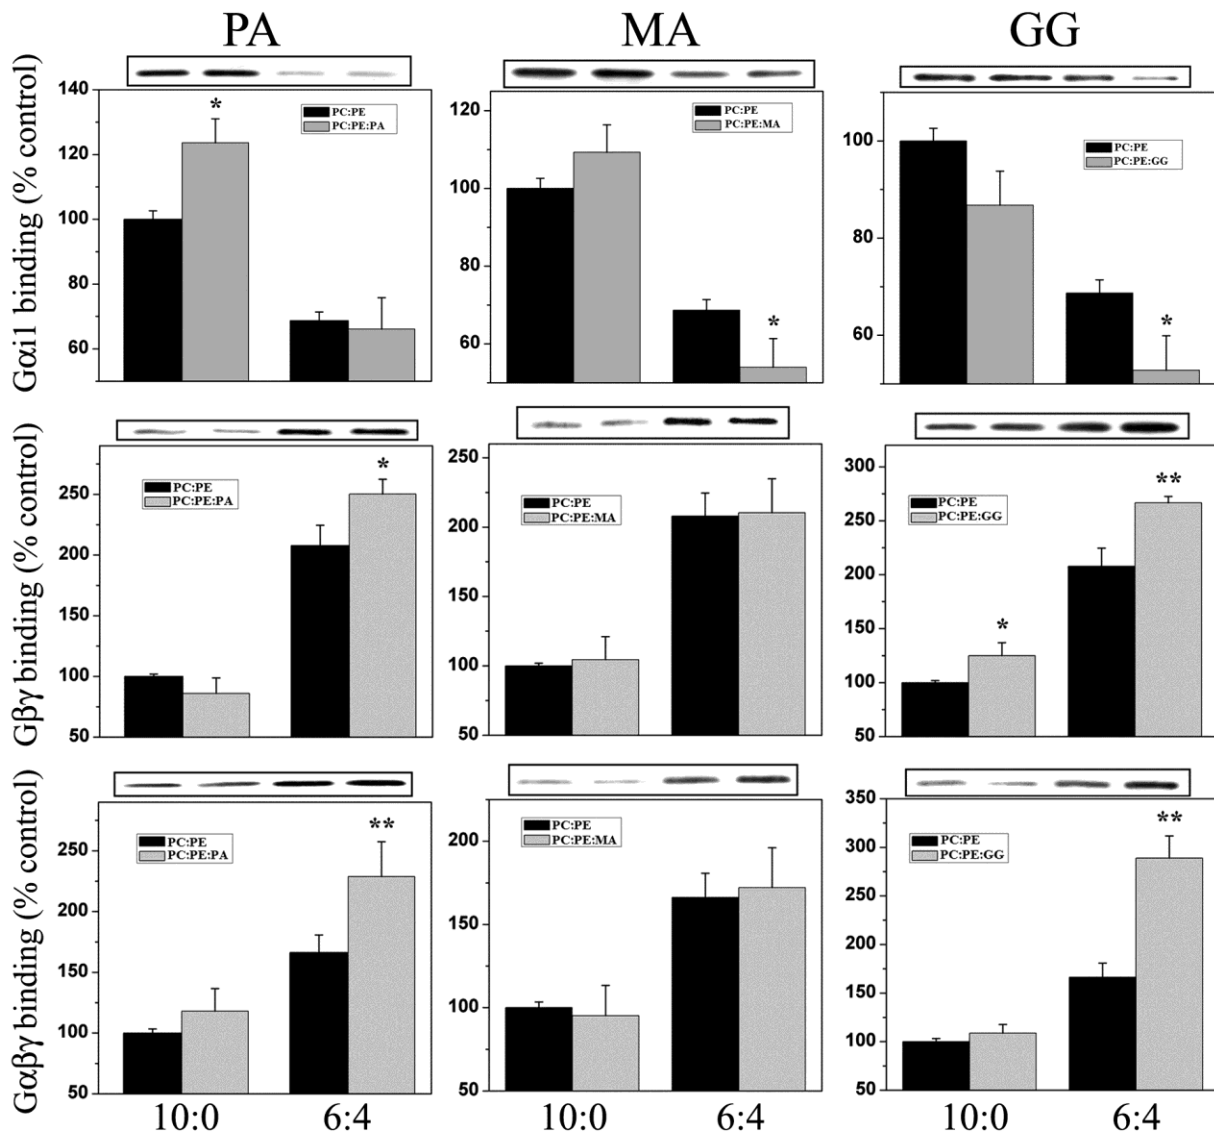 PA MA GG
Gαi1 binding (% control)
140
120
100
80
60
*
PC:PE
PC:PE:PA
120
100
80
60
PC:PE
PC:PE:MA
*
100
80
60
PC:PE
PC:PE:GG
*
Gβγ binding (% control)
250
200
150
100
50
PC:PE
PC:PE:PA
*
250
200
150
100
50
PC:PE
PC:PE:MA
300
250
200
150
100
50
PC:PE
PC:PE:GG
*
**
Gαβγ binding (% control)
250
200
150
100
50
PC:PE
PC:PE:PA
**
200
150
100
50
PC:PE
PC:PE:MA
350
300
250
200
150
100
50
PC:PE
PC:PE:GG
**
10:0 6:4 10:0 6:4 10:0 6:4